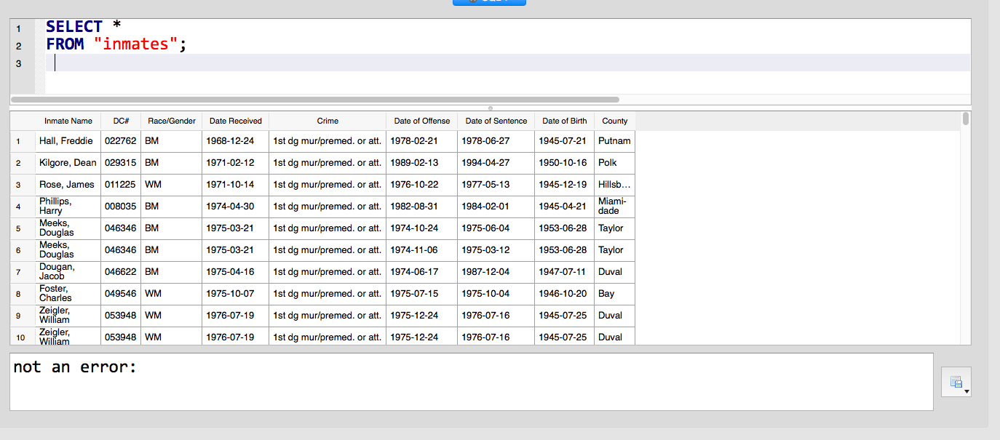 1 SELECT *
2 FROM "inmates";
3
Inmate Name DC# Race/Gender Date Received Crime Date of Offense Date of Sentence Date of Birth County
1 Hall, Freddie 022762 BM 1968-12-24 1st dg mur/premed. or att. 1978-02-21 1978-06-27 1945-07-21 Putnam
2 Kilgore, Dean 029315 BM 1971-02-12 1st dg mur/premed. or att. 1989-02-13 1994-04-27 1950-10-16 Polk
3 Rose, James 011225 WM 1971-10-14 1st dg mur/premed. or att. 1976-10-22 1977-05-13 1945-12-19 Hillsb...
4 Phillips, Harry 008035 BM 1974-04-30 1st dg mur/premed. or att. 1982-08-31 1984-02-01 1945-04-21 Miami-dade
5 Meeks, Douglas 046346 BM 1975-03-21 1st dg mur/premed. or att. 1974-10-24 1975-06-04 1953-06-28 Taylor
6 Meeks, Douglas 046346 BM 1975-03-21 1st dg mur/premed. or att. 1974-11-06 1975-03-12 1953-06-28 Taylor
7 Dougan, Jacob 046622 BM 1975-04-16 1st dg mur/premed. or att. 1974-06-17 1987-12-04 1947-07-11 Duval
8 Foster, Charles 049546 WM 1975-10-07 1st dg mur/premed. or att. 1975-07-15 1975-10-04 1946-10-20 Bay
9 Zeigler, William 053948 WM 1976-07-19 1st dg mur/premed. or att. 1975-12-24 1976-07-16 1945-07-25 Duval
10 Zeigler, William 053948 WM 1976-07-19 1st dg mur/premed. or att. 1975-12-24 1976-07-16 1945-07-25 Duval
not an error: